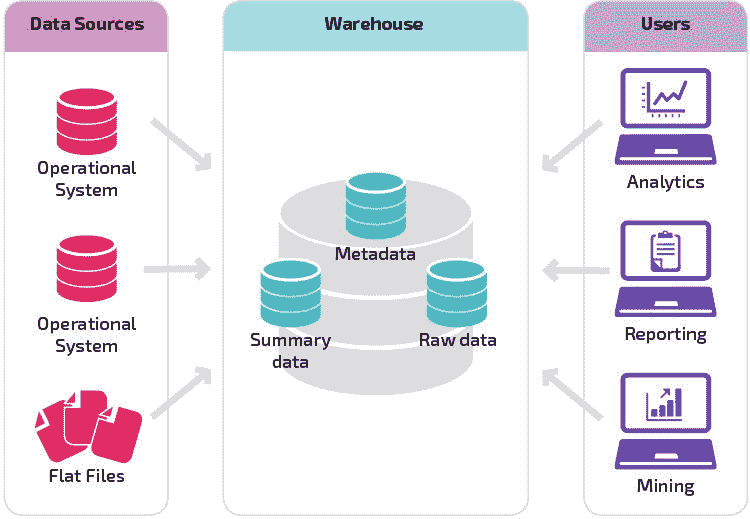 Data Sources
Operational
System
Operational
System
Flat Files
Warehouse
Metadata
Summary
data
Raw data
Users
Analytics
Reporting
Mining